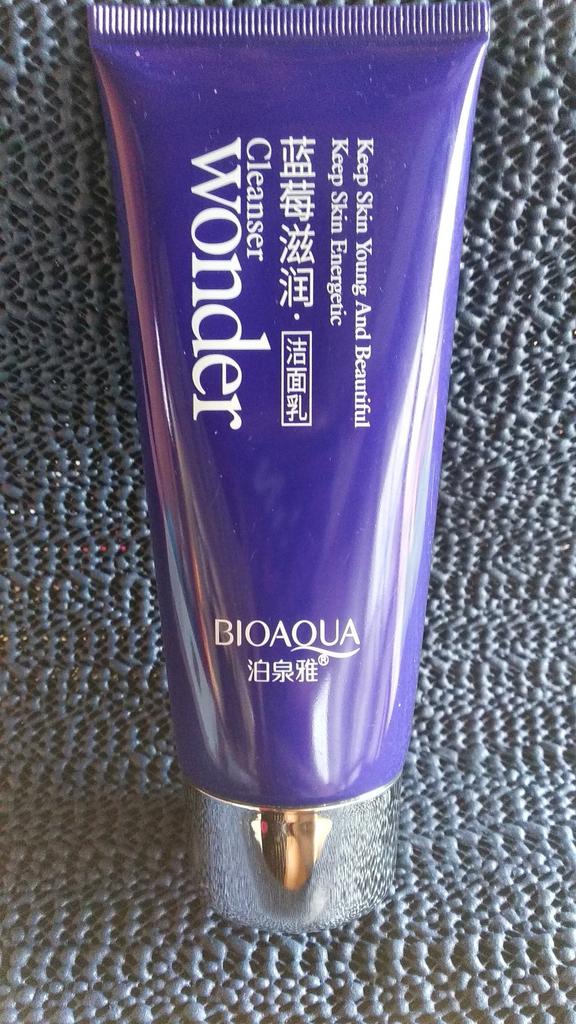 Keep Skin Young And Beautiful
Keep Skin Energetic
蓝莓滋润·洁面乳
Cleanser
wonder
BIOAQUA
泊泉雅®